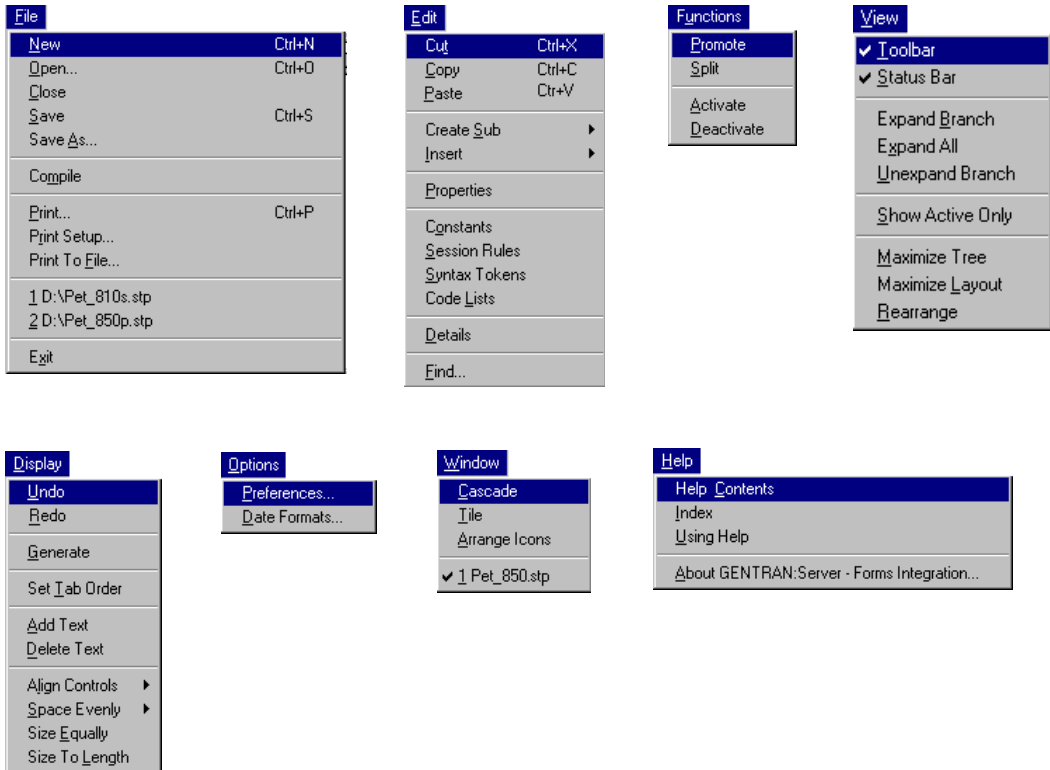 File
New Ctrl+N
Open... Ctrl+O
Close
Save Ctrl+S
Save As...
Compile
Print... Ctrl+P
Print Setup...
Print To File...
1 D:\Pet_810s.stp
2 D:\Pet_850p.stp
Exit
Edit
Cut Ctrl+X
Copy Ctrl+C
Paste Ctr+V
Create Sub
Insert
Properties
Constants
Session Rules
Syntax Tokens
Code Lists
Details
Find...
Functions
Promote
Split
Activate
Deactivate
View
Toolbar
Status Bar
Expand Branch
Expand All
Unexpand Branch
Show Active Only
Maximize Tree
Maximize Layout
Rearrange
Display
Undo
Redo
Generate
Set Tab Order
Add Text
Delete Text
Align Controls
Space Evenly
Size Equally
Size To Length
Options
Preferences...
Date Formats...
Window
Cascade
Tile
Arrange Icons
1 Pet_850.stp
Help
Help Contents
Index
Using Help
About GENTRAN:Server - Forms Integration...